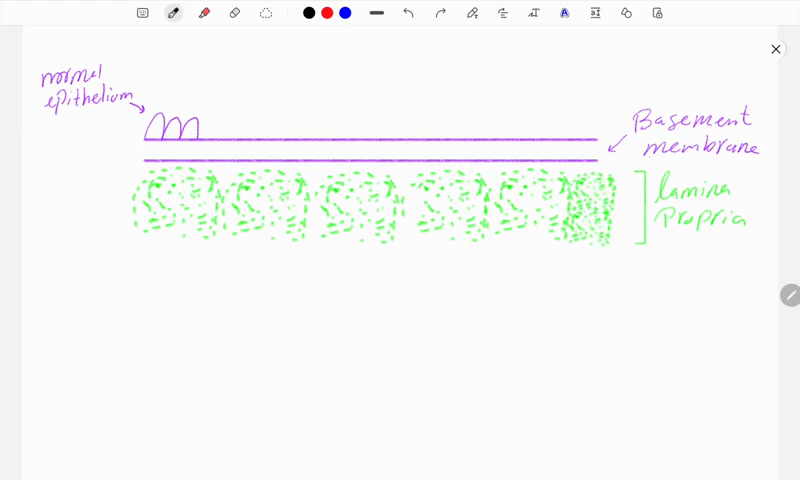 normal
epithelium
Basement
membrane
lamina
Propria